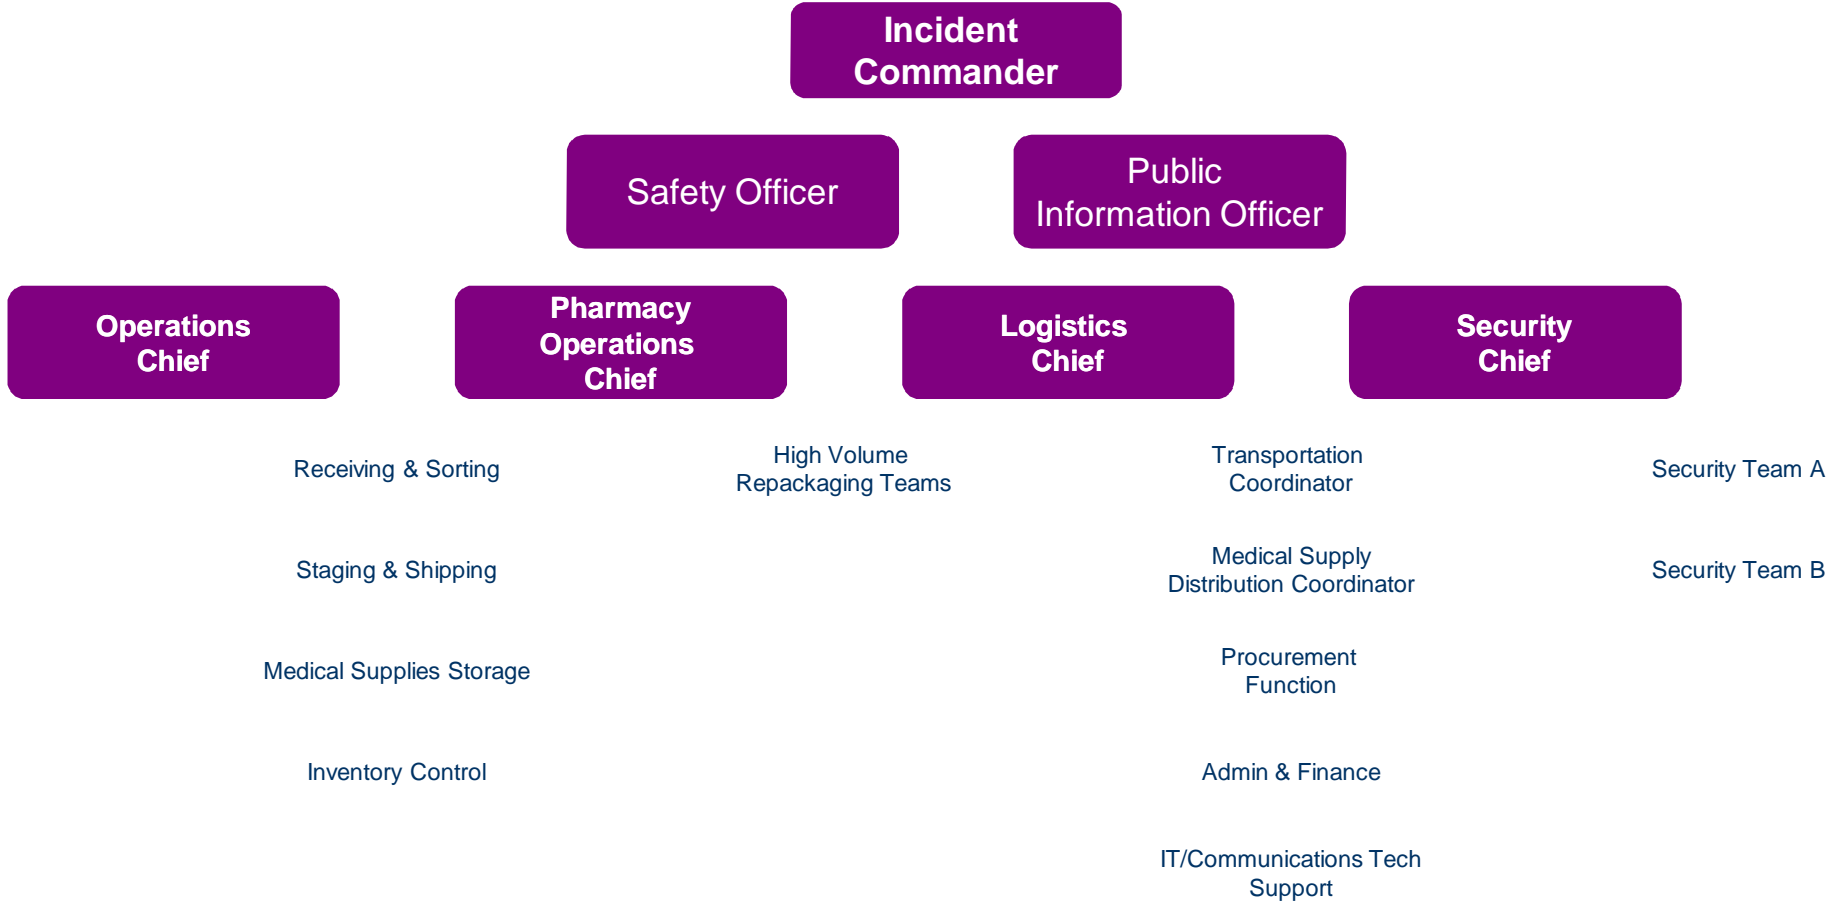 Incident
Commander
Safety Officer
Public
Information Officer
Operations
Chief
Pharmacy
Operations
Chief
Logistics
Chief
Security
Chief
Receiving & Sorting
High Volume
Repackaging Teams
Transportation
Coordinator
Security Team A
Staging & Shipping
Medical Supply
Distribution Coordinator
Security Team B
Medical Supplies Storage
Procurement
Function
Inventory Control
Admin & Finance
IT/Communications Tech
Support